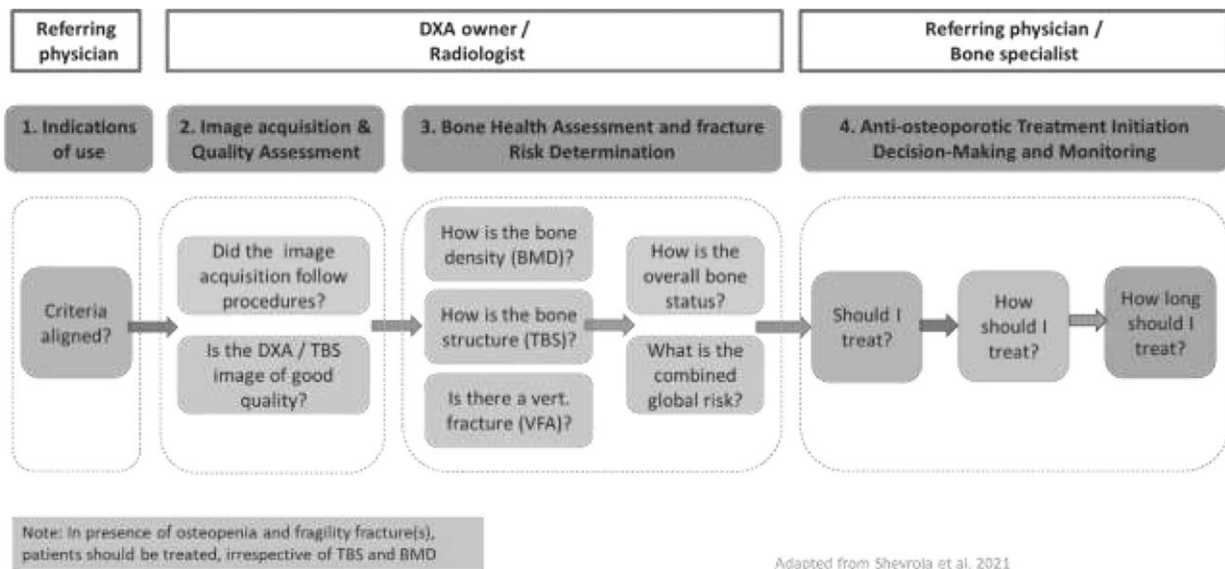 Referring
physician
DXA owner /
Radiologist
Referring physician /
Bone specialist
1. Indications
of use
2. Image acquisition &
Quality Assessment
3. Bone Health Assessment and fracture
Risk Determination
4. Anti-osteoporotic Treatment Initiation
Decision-Making and Monitoring
Criteria
aligned?
Did the image
acquisition follow
procedures?
Is the DXA / TBS
image of good
quality?
How is the bone
density (BMD)?
How is the bone
structure (TBS)?
Is there a vert.
fracture (VFA)?
How is the
overall bone
status?
What is the
combined
global risk?
Should I
treat?
How
should I
treat?
How long
should I
treat?
Note: In presence of osteopenia and fragility fracture(s),
patients should be treated, irrespective of TBS and BMD
Adapted from Shevroja et al. 2021